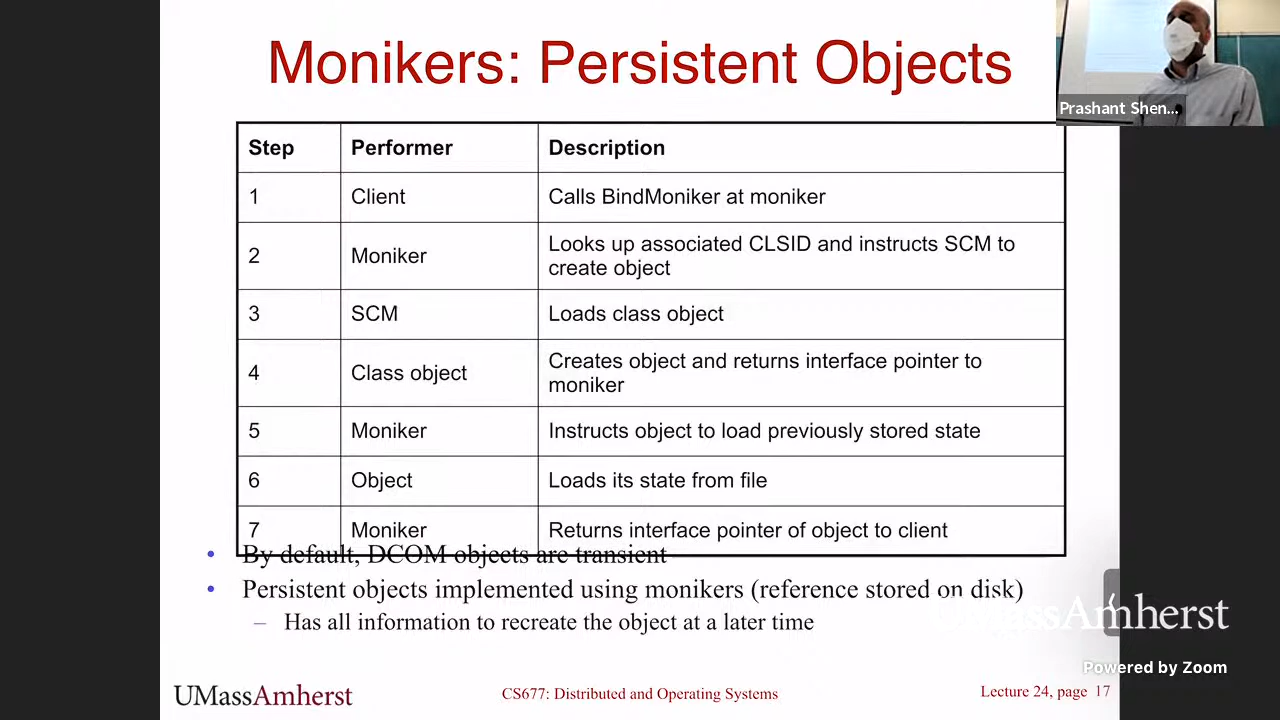 Monikers: Persistent Objects
Prashant Shen...
Step Performer Description
1 Client Calls BindMoniker at moniker
2 Moniker Looks up associated CLSID and instructs SCM to
create object
3 SCM Loads class object
4 Class object Creates object and returns interface pointer to
moniker
5 Moniker Instructs object to load previously stored state
6 Object Loads its state from file
7 Moniker Returns interface pointer of object to client
• By default, DCOM objects are transient
• Persistent objects implemented using monikers (reference stored on disk)
– Has all information to recreate the object at a later time
UMassAmherst
Powered by Zoom
UMassAmherst
CS677: Distributed and Operating Systems
Lecture 24, page 17